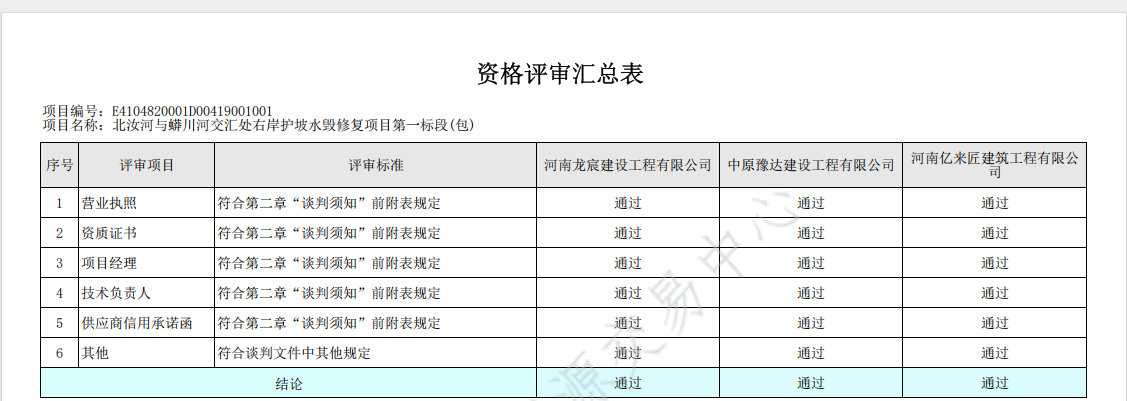 资格评审汇总表
项目编号：E4104820001D00419001001
项目名称：北汝河与蟒川河交汇处右岸护坡水毁修复项目第一标段(包)
序号 评审项目 评审标准 河南龙宸建设工程有限公司 中原豫达建设工程有限公司 河南亿来匠建筑工程有限公
司
1 营业执照 符合第二章“谈判须知”前附表规定 通过 通过 通过
2 资质证书 符合第二章“谈判须知”前附表规定 通过 通过 通过
3 项目经理 符合第二章“谈判须知”前附表规定 通过 通过 通过
4 技术负责人 符合第二章“谈判须知”前附表规定 通过 通过 通过
5 供应商信用承诺函 符合第二章“谈判须知”前附表规定 通过 通过 通过
6 其他 符合谈判文件中其他规定 通过 通过 通过
结论 通过 通过 通过
源交易中心